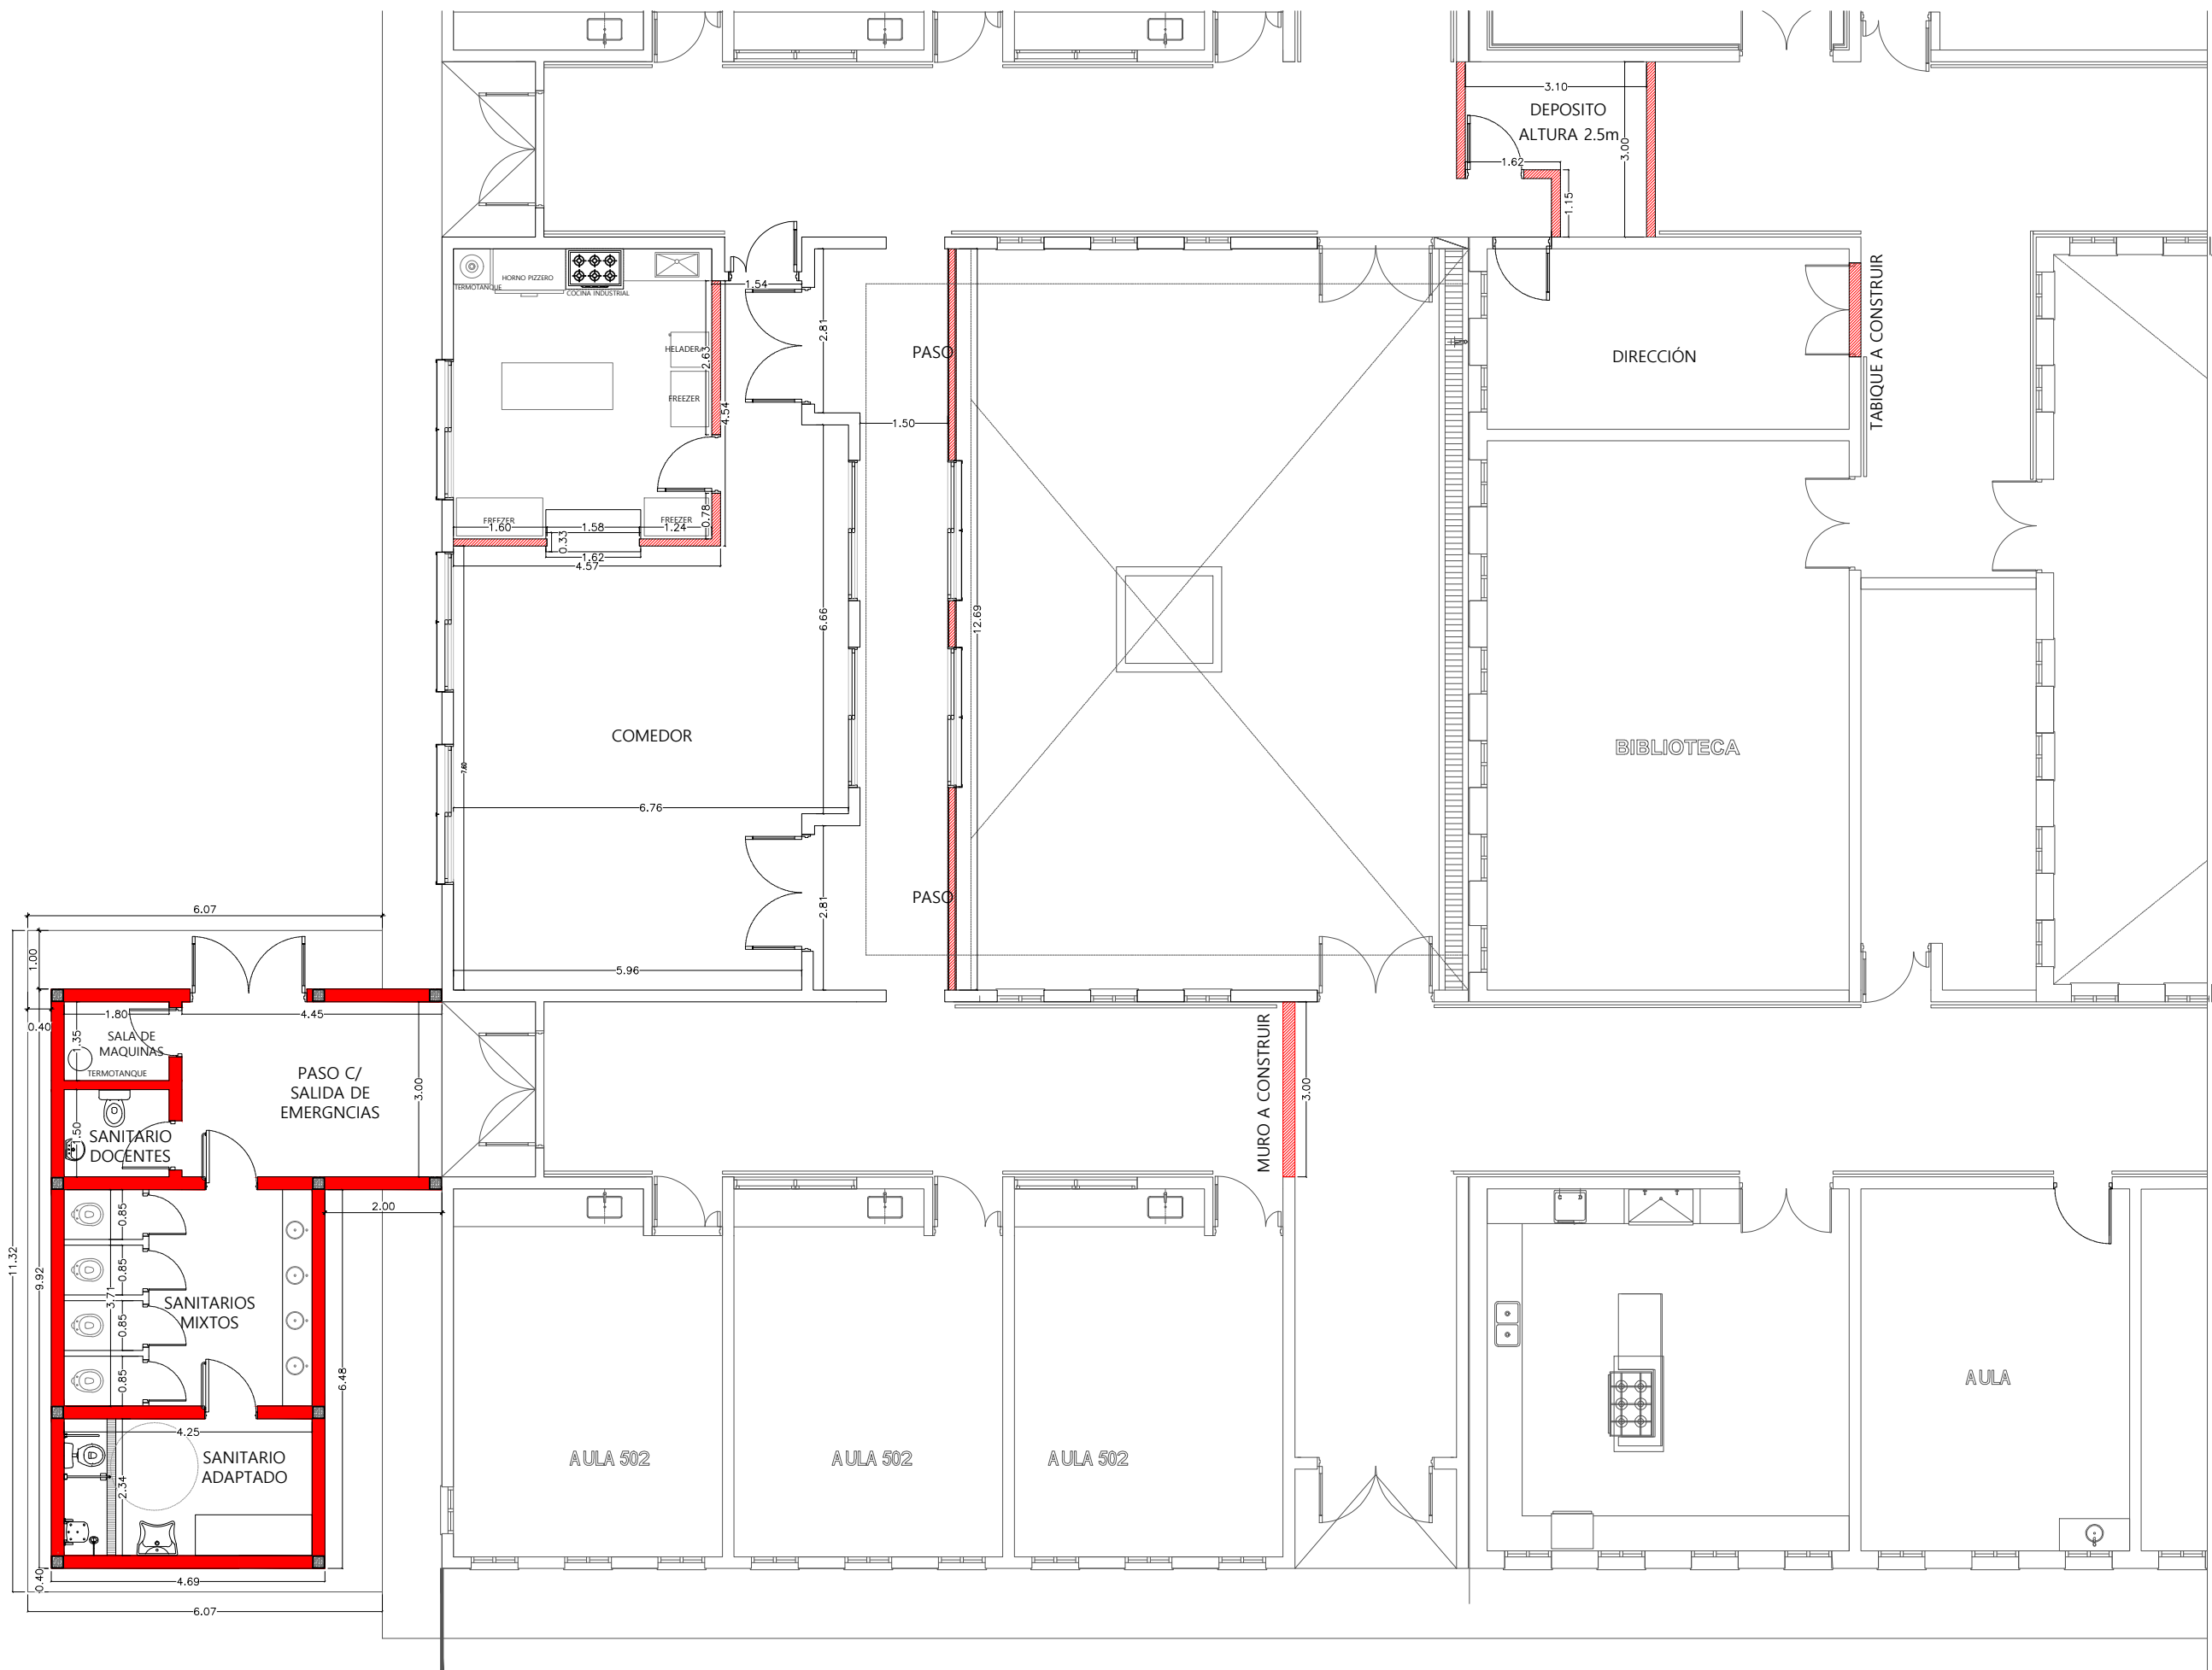 3.10
DEPOSITO
ALTURA 2.5m
3.00
1.62
1.15
HORNO PIZZERO
TERMOTANQUE
COCINA INDUSTRIAL
1.54
2.81
HELADERA
2.63
FREEZER
4.54
PASO
1.50
DIRECCIÓN
TABIQUE A CONSTRUIR
FREEZER
FREEZER
1.60
1.58
1.24
0.78
0.33
1.62
4.57
6.66
12.69
COMEDOR
7.60
6.76
BIBLIOTECA
2.81
PASO
5.96
6.07
1.00
0.40
1.80
4.45
1.35
SALA DE
MAQUINAS
TERMOTANQUE
PASO C/
SALIDA DE
EMERGNCIAS
3.00
1.50
SANITARIO
DOCENTES
MURO A CONSTRUIR
3.00
2.00
11.32
9.92
0.85
0.85
3.71
0.85
0.85
SANITARIOS
MIXTOS
6.48
4.25
SANITARIO
ADAPTADO
2.34
0.40
4.69
6.07
AULA 502
AULA 502
AULA 502
AULA